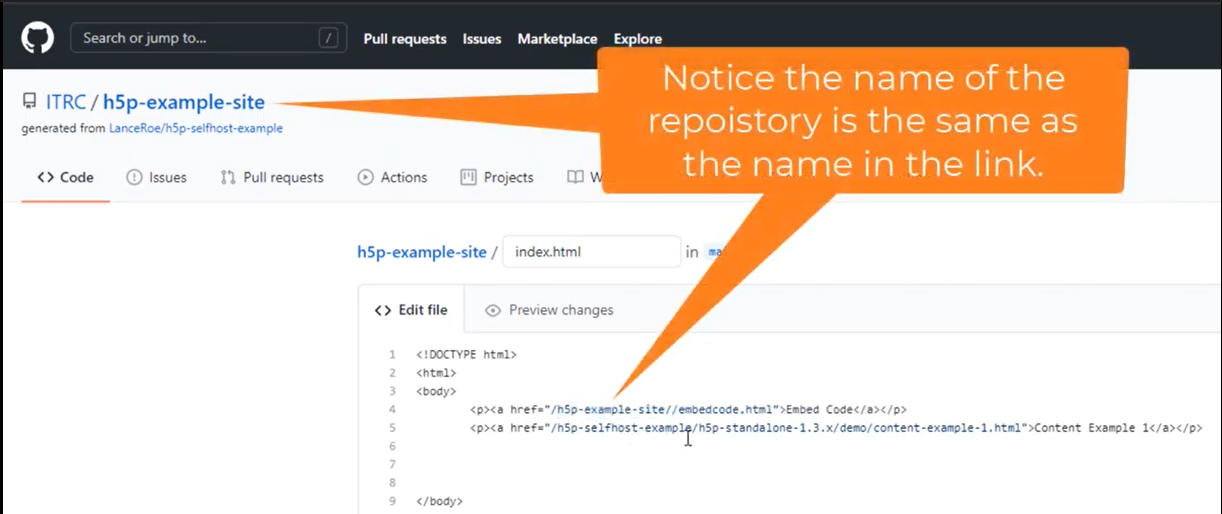 Search or jump to... / Pull requests Issues Marketplace Explore
Notice the name of the
repoistory is the same as
the name in the link.
ITRC / h5p-example-site
generated from LanceRoe/h5p-selfhost-example
<> Code Issues Pull requests Actions Projects
h5p-example-site / index.html in
<> Edit file Preview changes
1 <!DOCTYPE html>
2 <html>
3 <body>
4 <p><a href="/h5p-example-site//embedcode.html">Embed Code</a></p>
5 <p><a href="/h5p-selfhost-example/h5p-standalone-1.3.x/demo/content-example-1.html">Content Example 1</a></p>
6
7
8
9 </body>